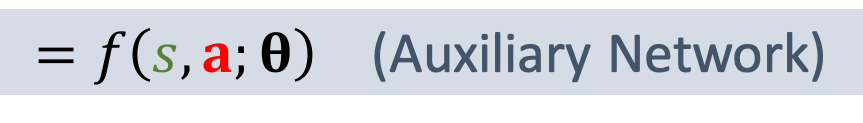 = f(s, a; θ) (Auxiliary Network)